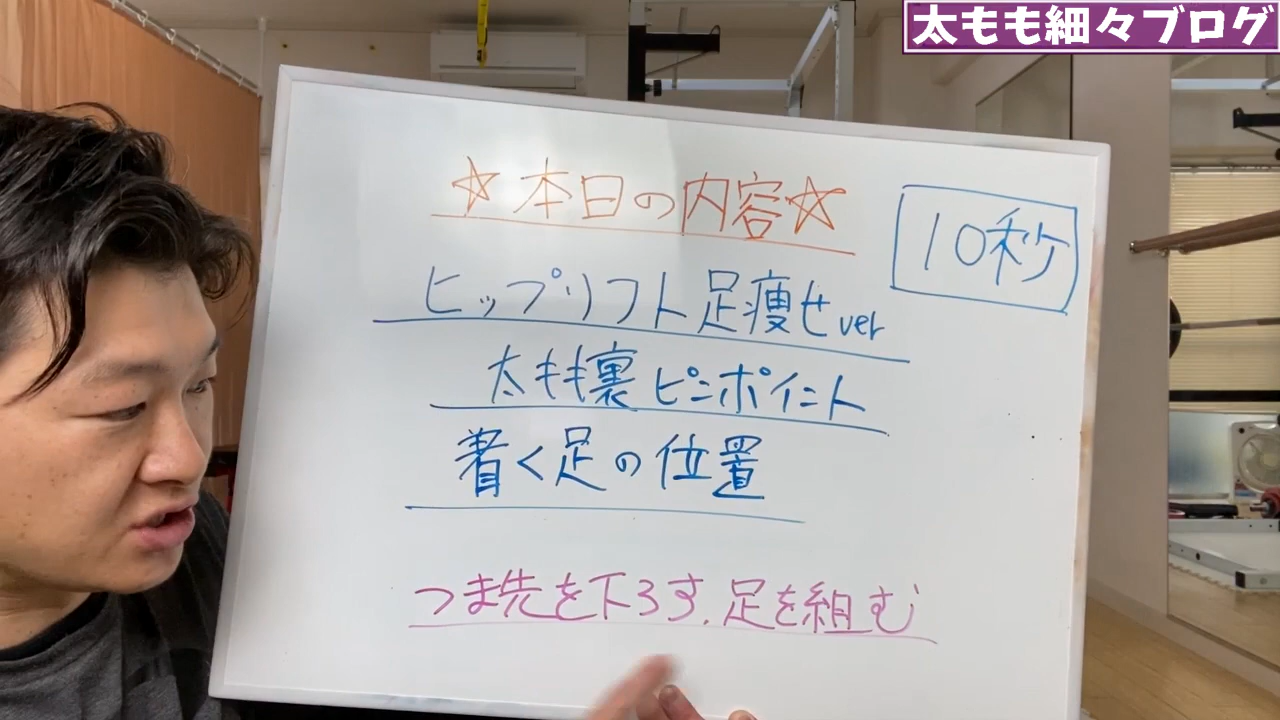 太もも細々ブログ
☆本日の内容☆
10秒
ヒップリフト足痩せver
太もも裏ピンポイント
着く足の位置
つま先を下ろす、足を組む